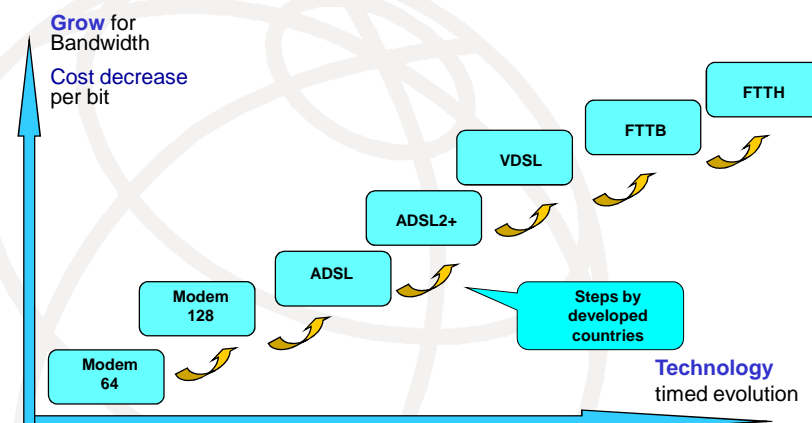 Grow for
Bandwidth
Cost decrease
per bit
FTTH
FTTB
VDSL
ADSL2+
ADSL
Modem
128
Modem
64
Steps by
developed
countries
Technology
timed evolution